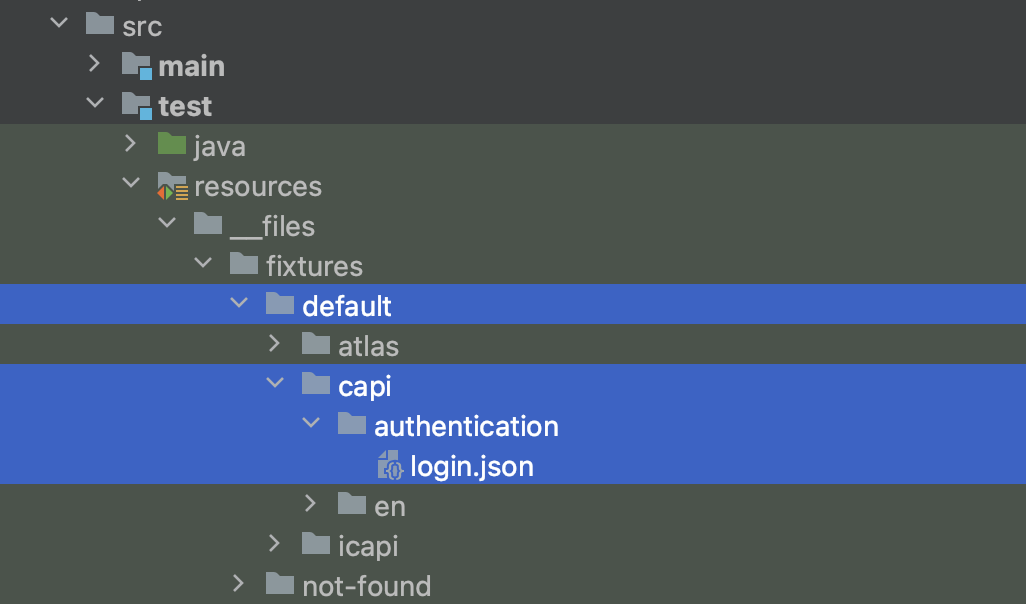 src
main
test
java
resources
__files
fixtures
default
atlas
capi
authentication
login.json
en
icapi
not-found